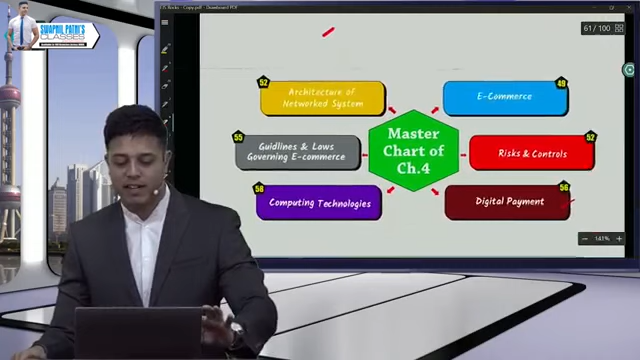 SWAPNIL PATNI'S
CLASSES
61 / 100
52
Architecture of
Networked System
49
E-Commerce
Master
Chart of
Ch.4
55
Guidlines & Laws
Governing E-commerce
52
Risks & Controls
58
Computing Technologies
56
Digital Payment
141%